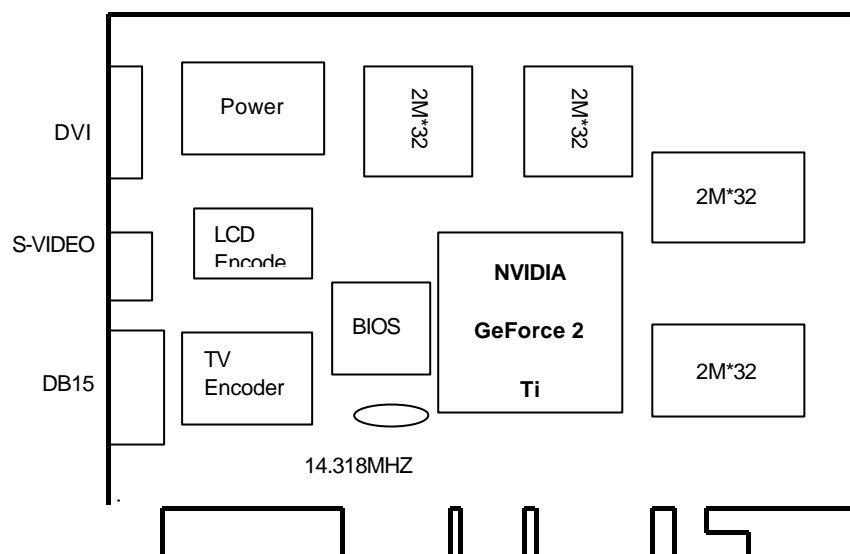 Power
2M*32
2M*32
DVI
2M*32
S-VIDEO
LCD
Encode
NVIDIA
GeForce 2
Ti
BIOS
TV
Encoder
DB15
2M*32
14.318MHZ